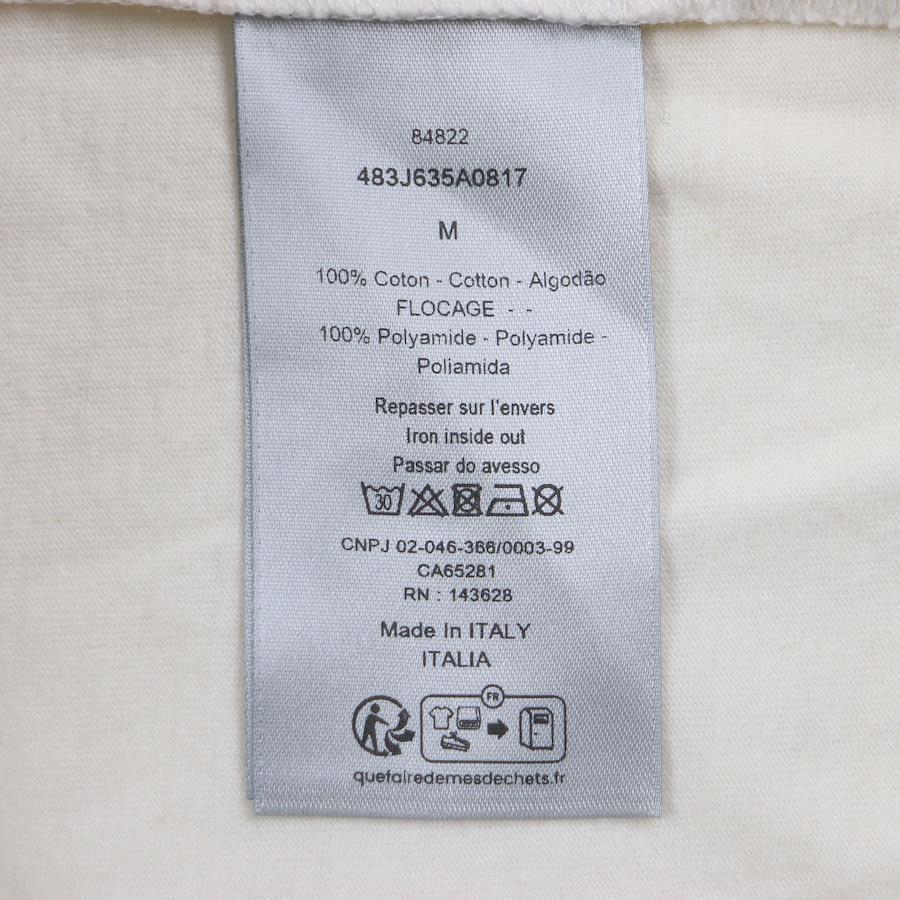 84822
483J635A0817
M
100% Coton - Cotton - Algodão
FLOCAGE - -
100% Polyamide - Polyamide -
Poliamida
Repasser sur l'envers
Iron inside out
Passar do avesso
30
CNPJ 02-046-366/0003-99
CA65281
RN : 143628
Made In ITALY
ITALIA
FR
quefairedemesdechets.fr